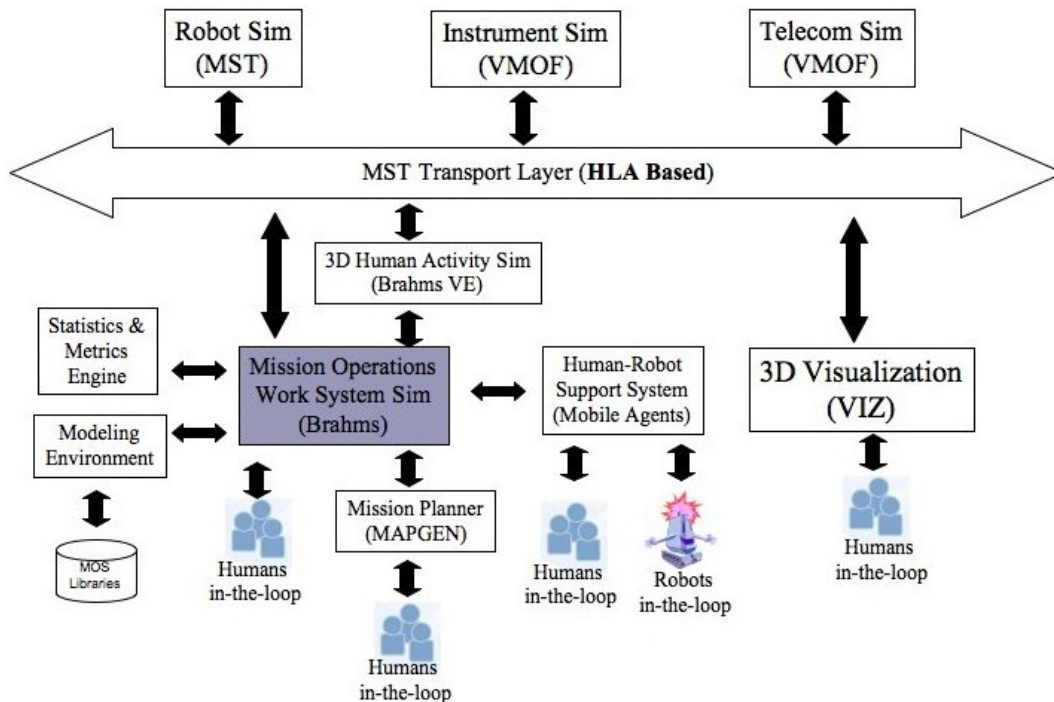 Robot Sim
(MST)
Instrument Sim
(VMOF)
Telecom Sim
(VMOF)
MST Transport Layer (HLA Based)
3D Human Activity Sim
(Brahms VE)
Statistics &
Metrics
Engine
Mission Operations
Work System Sim
(Brahms)
Human-Robot
Support System
(Mobile Agents)
3D Visualization
(VIZ)
Modeling
Environment
Mission Planner
(MAPGEN)
MOS
Libraries
Humans
in-the-loop
Humans
in-the-loop
Robots
in-the-loop
Humans
in-the-loop
Humans
in-the-loop